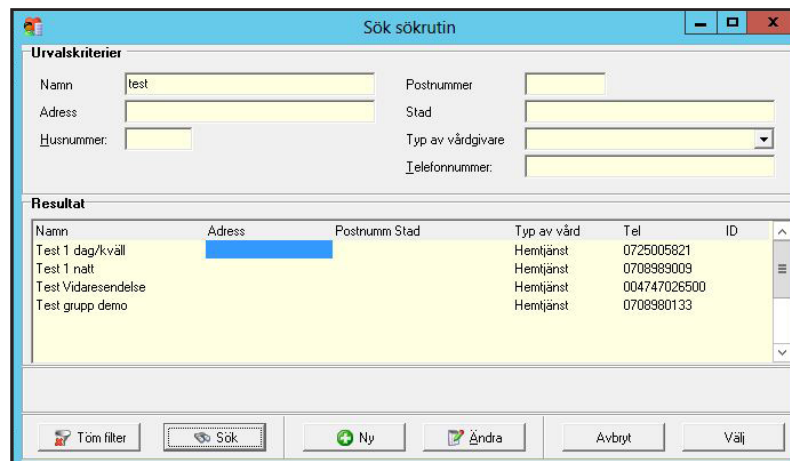 Sök sökrutin
Urvalskriterier
Namn test Postnummer
Adress Stad
Husnummer: Typ av vårdgivare
Telefonnummer:
Resultat
Namn Adress Postnumm Stad Typ av vård Tel ID
Test 1 dag/kväll Hemtjänst 0725005821
Test 1 natt Hemtjänst 0708989009
Test Vidaresendelse Hemtjänst 004747026500
Test grupp demo Hemtjänst 0708980133
Töm filter Sök Ny Ändra Avbryt Välj